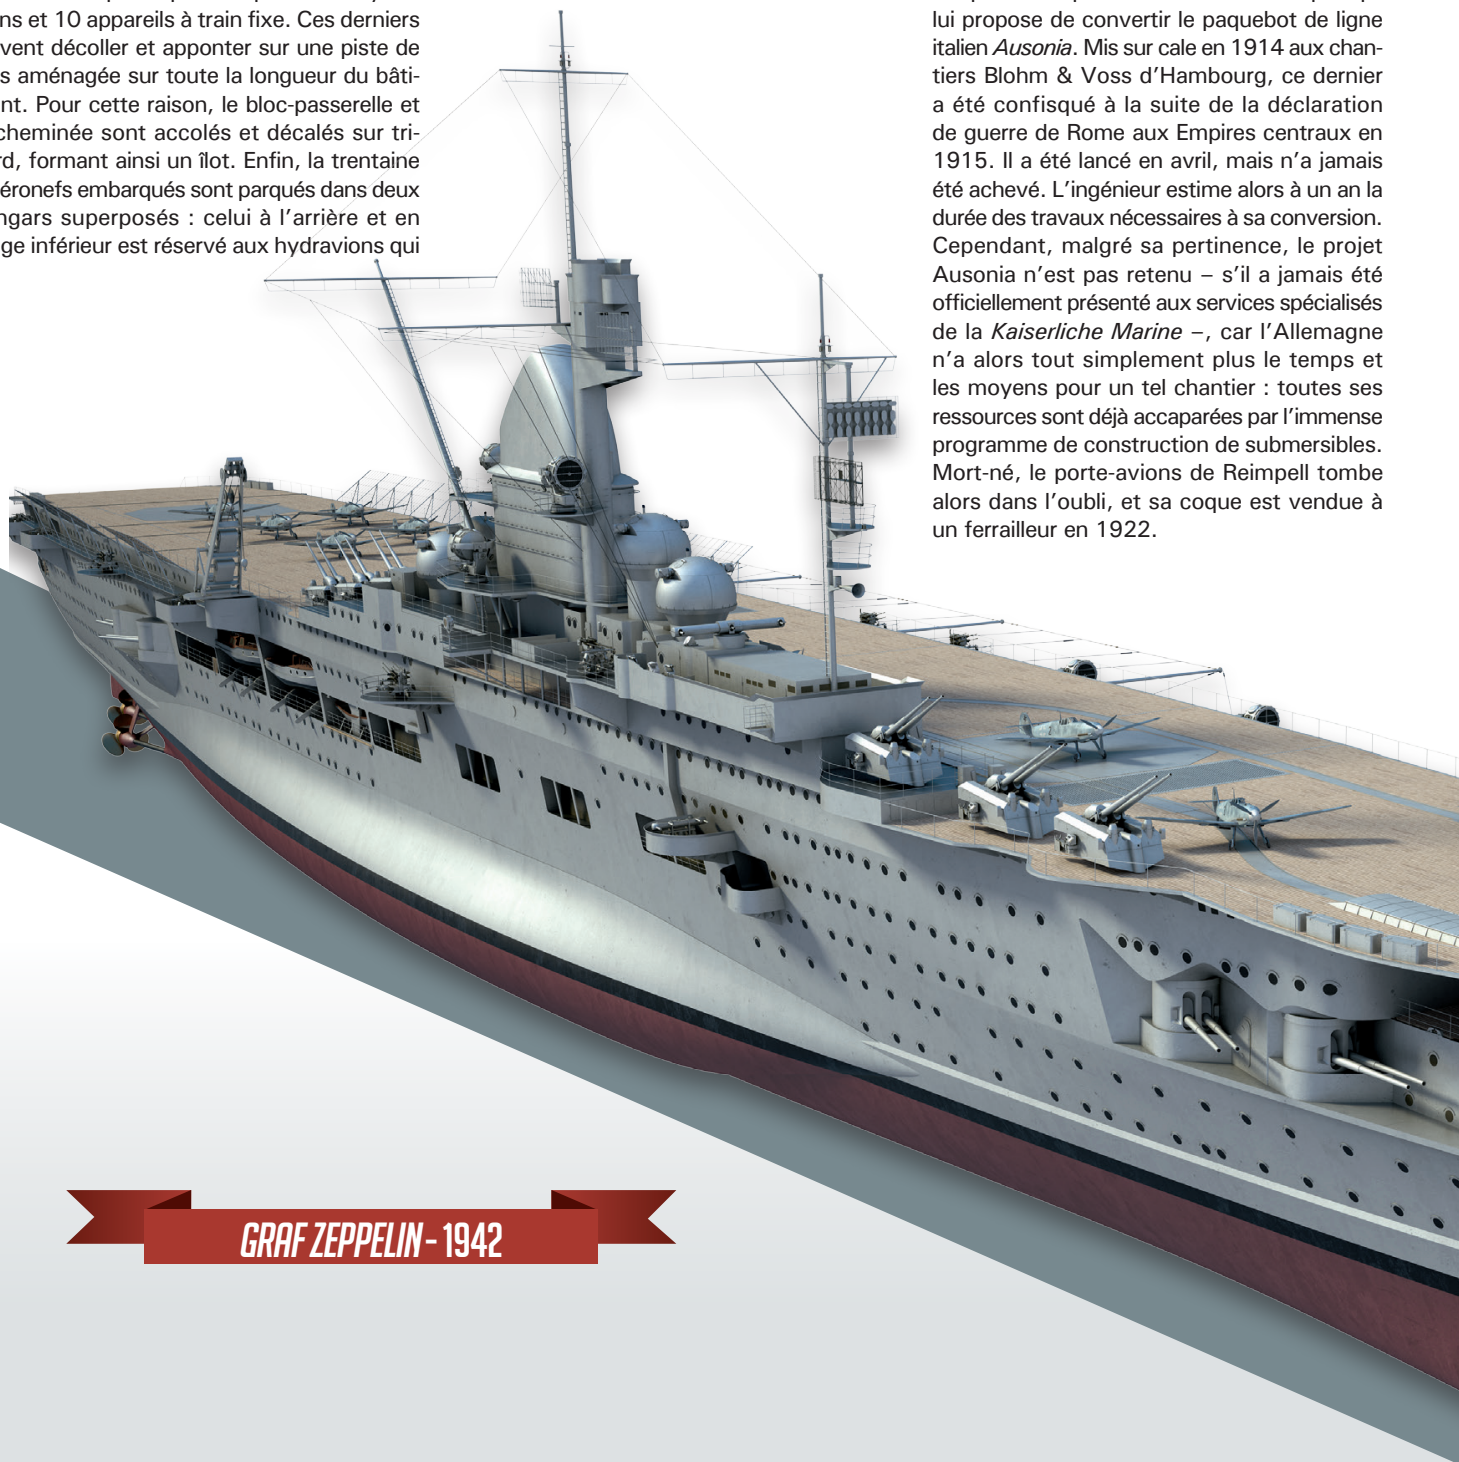 ns et 10 appareils à train fixe. Ces derniers
vent décoller et apponter sur une piste de
s aménagée sur toute la longueur du bâti-
nt. Pour cette raison, le bloc-passerelle et
cheminée sont accolés et décalés sur tri-
rd, formant ainsi un îlot. Enfin, la trentaine
éronefs embarqués sont parqués dans deux
ngars superposés : celui à l'arrière et en
ge inférieur est réservé aux hydravions qui
lui propose de convertir le paquebot de ligne
italien Ausonia. Mis sur cale en 1914 aux chan-
tiers Blohm & Voss d'Hambourg, ce dernier
a été confisqué à la suite de la déclaration
de guerre de Rome aux Empires centraux en
1915. Il a été lancé en avril, mais n'a jamais
été achevé. L'ingénieur estime alors à un an la
durée des travaux nécessaires à sa conversion.
Cependant, malgré sa pertinence, le projet
Ausonia n'est pas retenu – s'il a jamais été
officiellement présenté aux services spécialisés
de la Kaiserliche Marine –, car l'Allemagne
n'a alors tout simplement plus le temps et
les moyens pour un tel chantier : toutes ses
ressources sont déjà accaparées par l'immense
programme de construction de submersibles.
Mort-né, le porte-avions de Reimpell tombe
alors dans l'oubli, et sa coque est vendue à
un ferrailleur en 1922.
GRAF ZEPPELIN - 1942